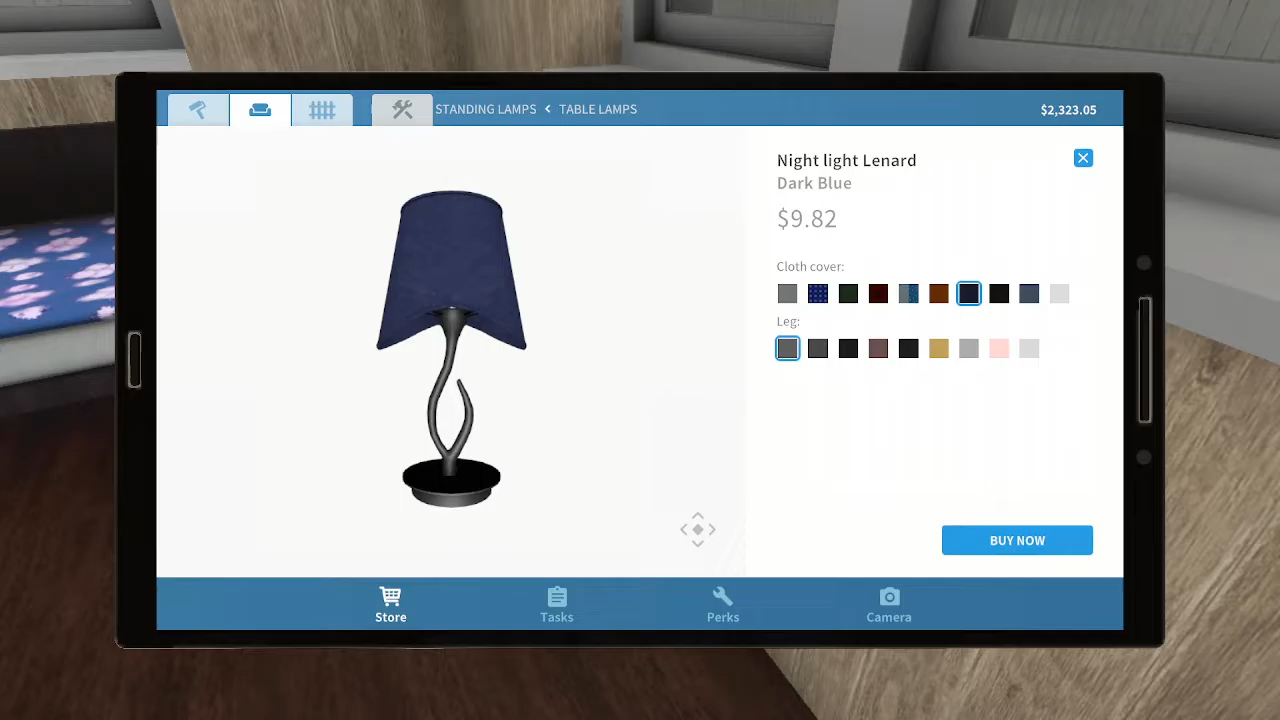 STANDING LAMPS < TABLE LAMPS
$2,323.05
Night light Lenard
Dark Blue
$9.82
Cloth cover:
Leg:
BUY NOW
Store
Tasks
Perks
Camera